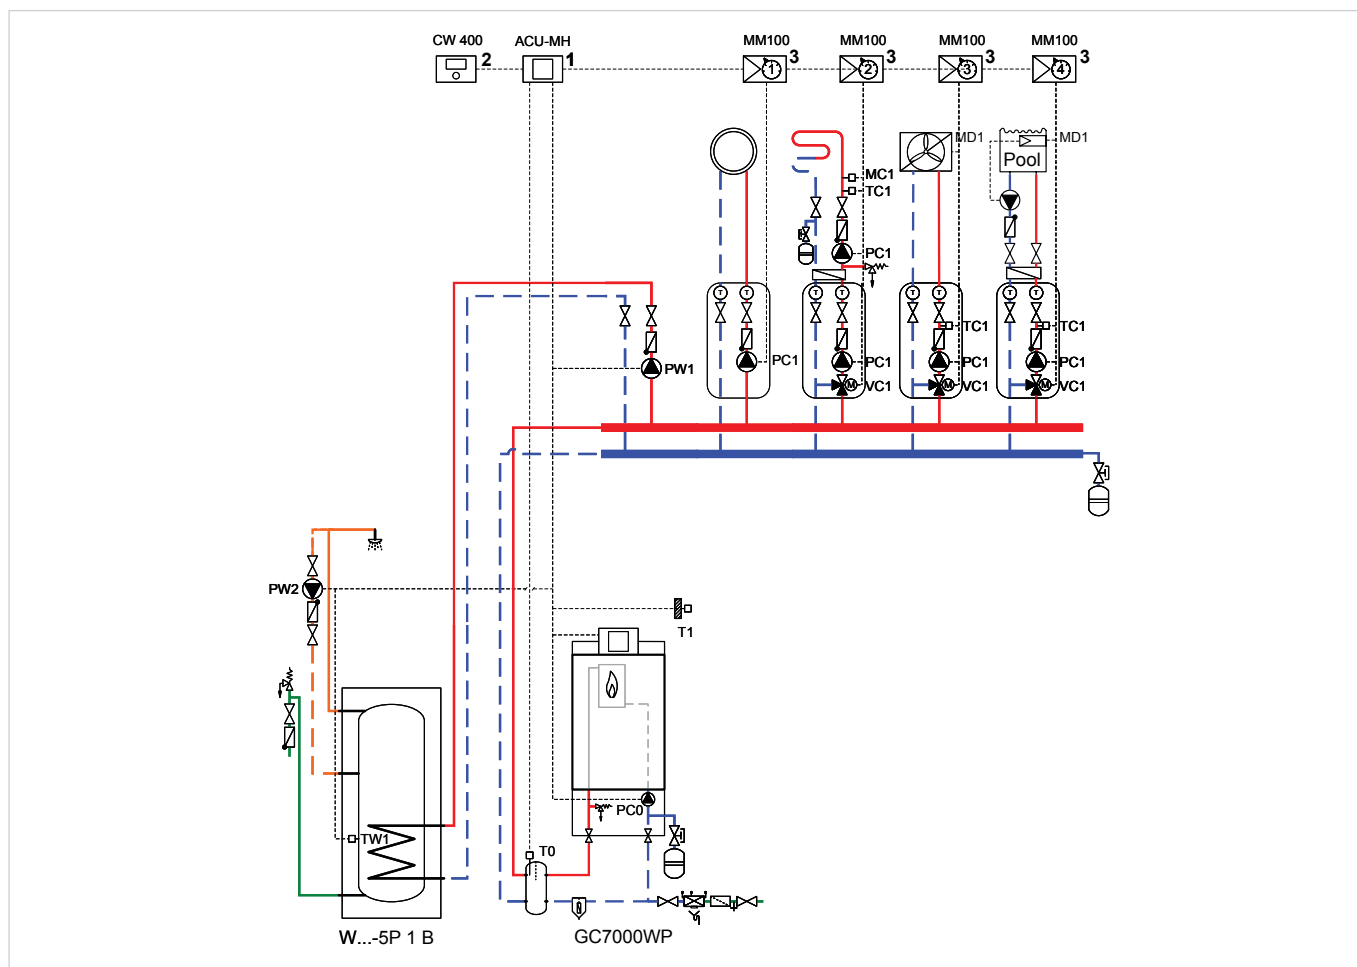 CW 400 2
ACU-MH 1
MM100 3
MM100 3
MM100 3
MM100 3
1
2
3
4
MD1
Pool
MD1
MC1
TC1
PC1
T T T T T T T T
TC1
TC1
PW1
PC1
PC1
PC1
PC1
M VC1
M VC1
M VC1
PW2
T1
PC0
TW1
T0
W...-5P 1 B
GC7000WP